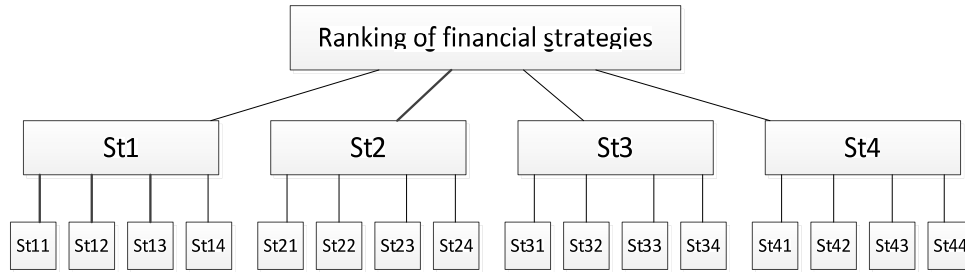 Ranking of financial strategies
St1 St2 St3 St4
St11 St12 St13 St14 St21 St22 St23 St24 St31 St32 St33 St34 St41 St42 St43 St44